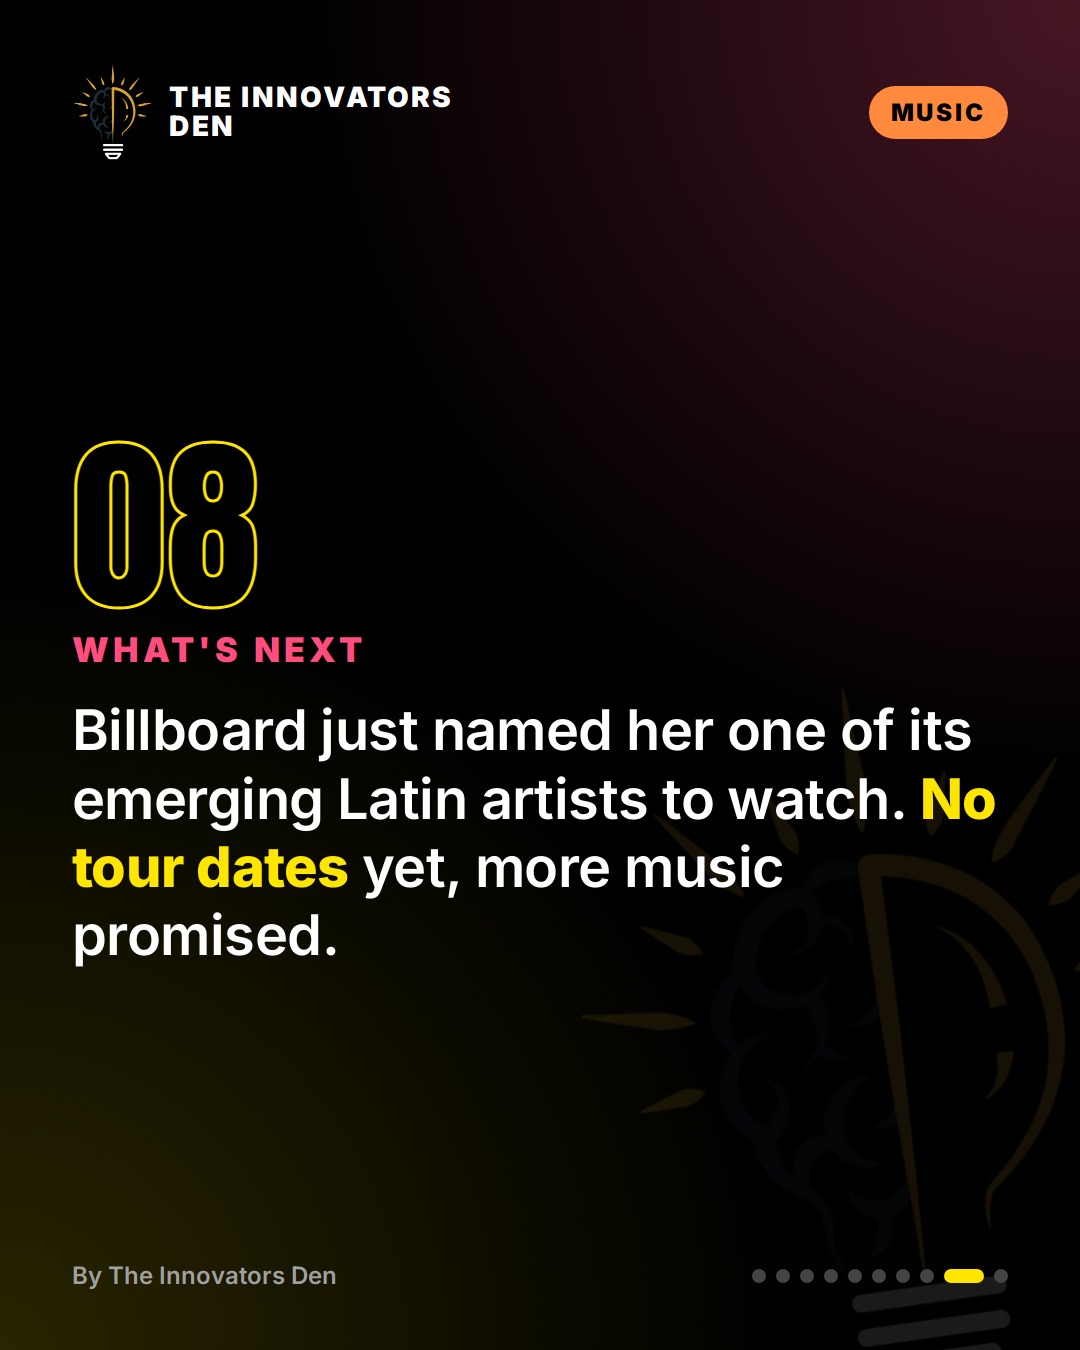 THE INNOVATORS
DEN
MUSIC
08
WHAT'S NEXT
Billboard just named her one of its
emerging Latin artists to watch. No
tour dates yet, more music
promised.
By The Innovators Den